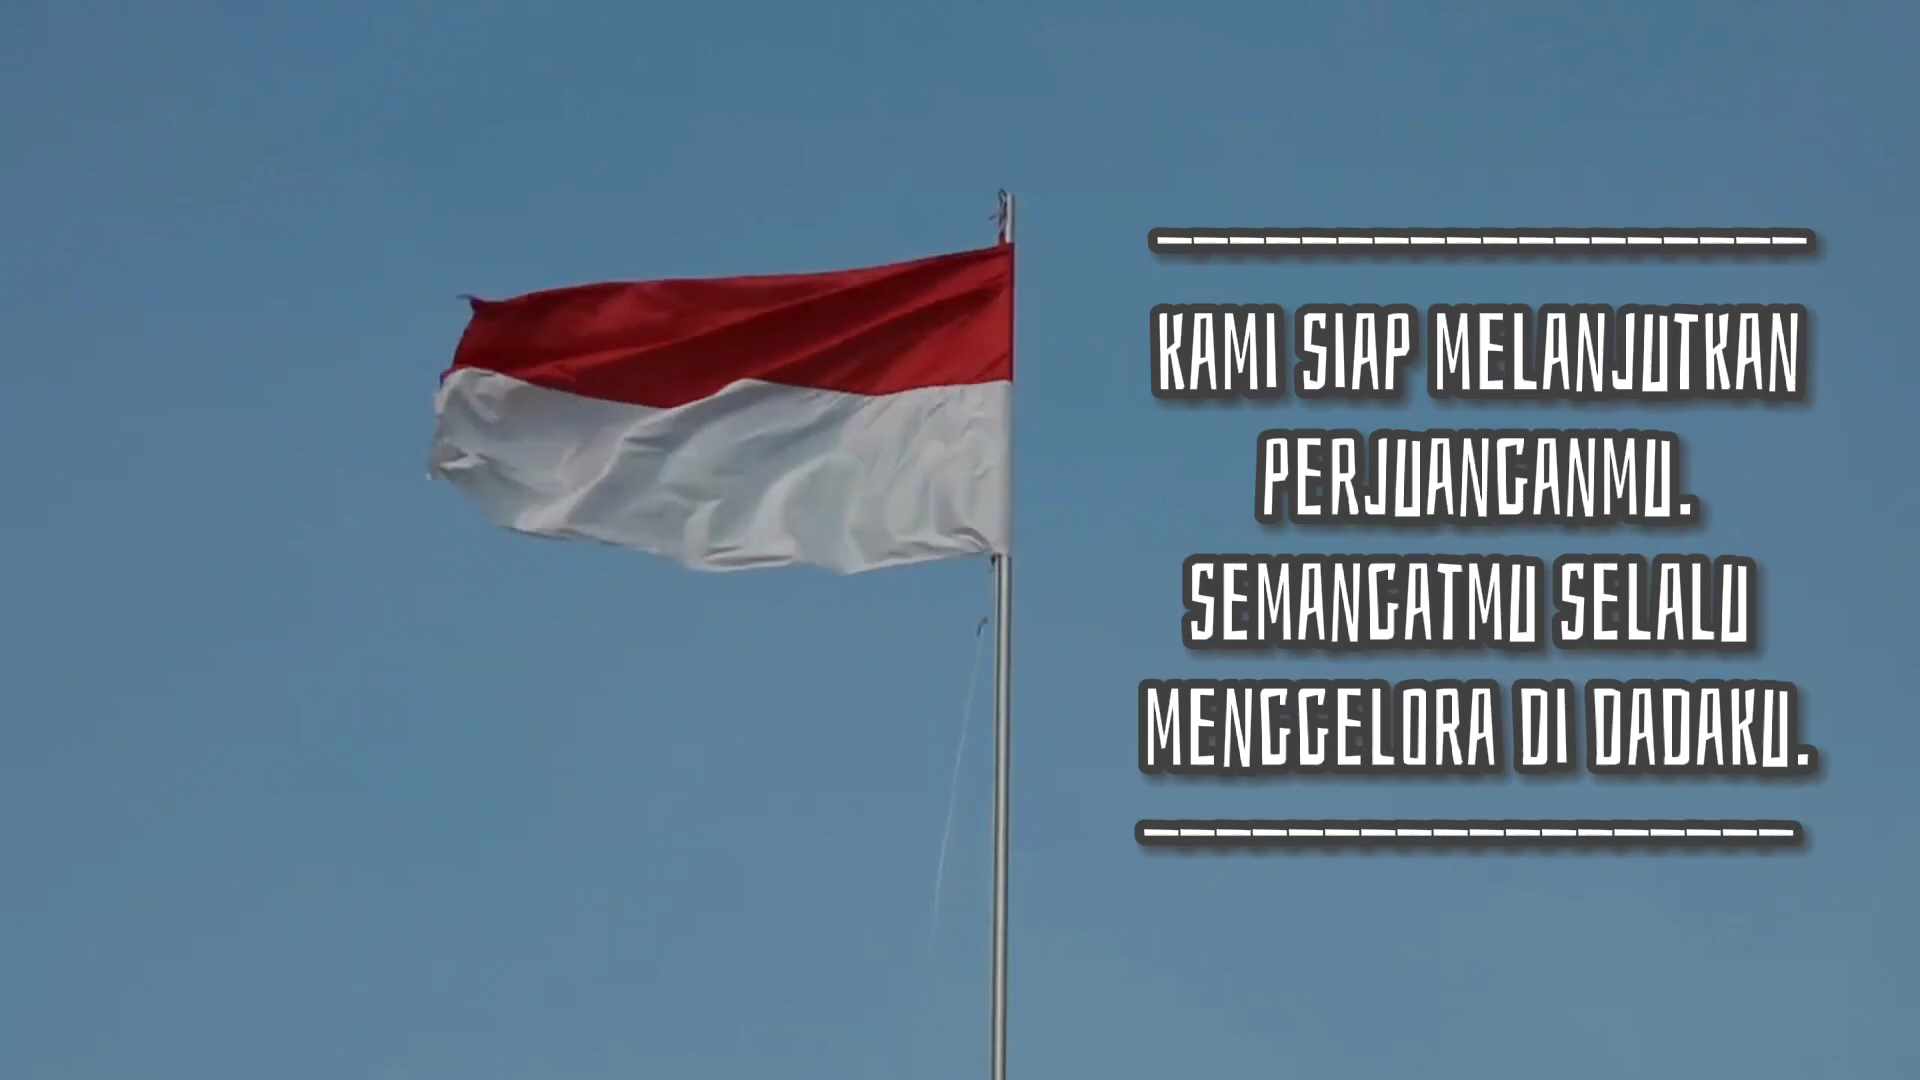 KAMI SIAP MELANJUTKAN
PERJUANGANMU.
SEMANGATMU SELALU
MENGGELORA DI DADAKU.